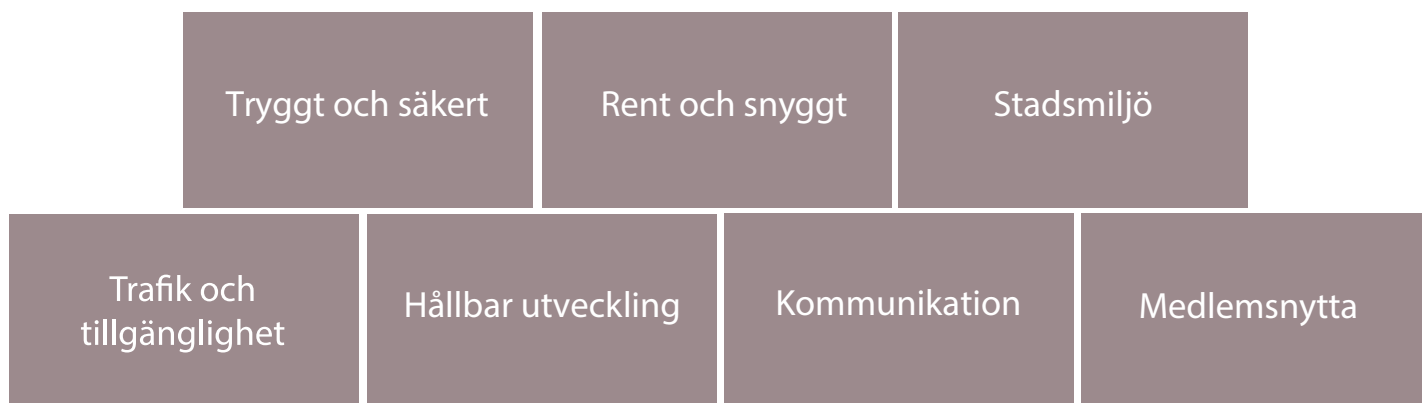 Tryggt och säkert
Rent och snyggt
Stadsmiljö
Trafik och
tillgänglighet
Hållbar utveckling
Kommunikation
Medlemsnytta